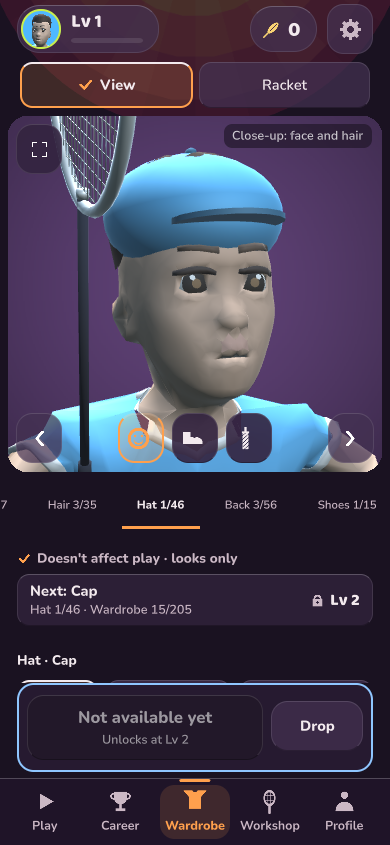 Lv 1
0
View
Racket
Close-up: face and hair
7
Hair 3/35
Hat 1/46
Back 3/56
Shoes 1/15
Doesn't affect play · looks only
Next: Cap
Hat 1/46 · Wardrobe 15/205
Lv 2
Hat · Cap
Not available yet
Unlocks at Lv 2
Drop
Play
Career
Wardrobe
Workshop
Profile